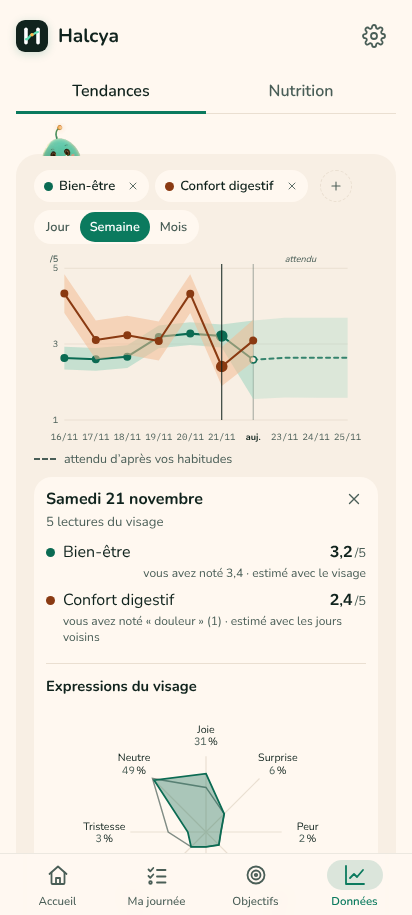 Halcya
Tendances
Nutrition
Bien-être ×
Confort digestif ×
+
Jour
Semaine
Mois
/5
attendu
5
3
1
16/11 17/11 18/11 19/11 20/11 21/11 auj. 23/11 24/11 25/11
attendu d’après vos habitudes
Samedi 21 novembre
5 lectures du visage
Bien-être 3,2 /5
vous avez noté 3,4 · estimé avec le visage
Confort digestif 2,4 /5
vous avez noté « douleur » (1) · estimé avec les jours
voisins
Expressions du visage
Joie
31 %
Neutre
49 %
Surprise
6 %
Tristesse
3 %
Peur
2 %
Accueil
Ma journée
Objectifs
Données